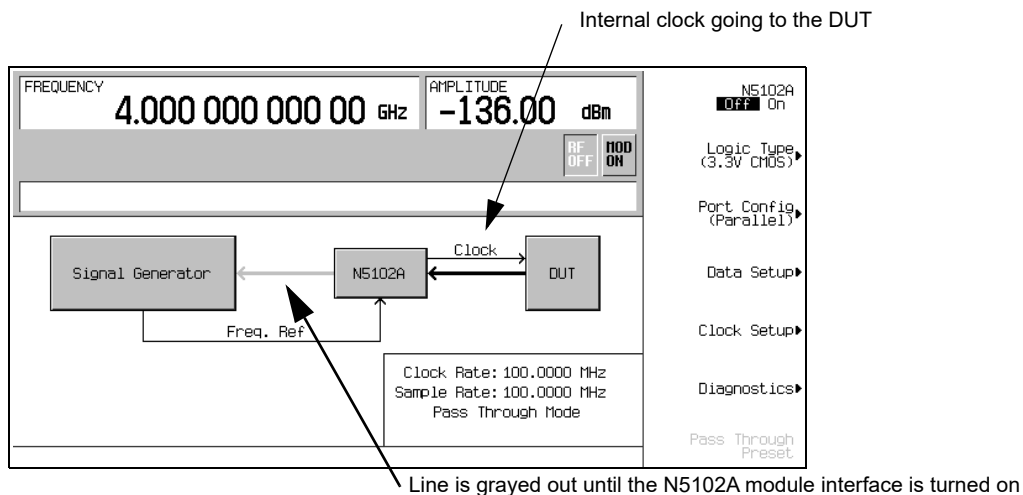 Internal clock going to the DUT
FREQUENCY
4.000 000 000 00 GHz
AMPLITUDE
-136.00 dBm
RF
OFF
MOD
ON
N5102A
Off On
Logic Type
(3.3V CMOS)
Port Config
(Parallel)
Data Setup
Clock Setup
Diagnostics
Pass Through
Preset
Signal Generator
N5102A
Clock
DUT
Freq. Ref
Clock Rate: 100.0000 MHz
Sample Rate: 100.0000 MHz
Pass Through Mode
Line is grayed out until the N5102A module interface is turned on